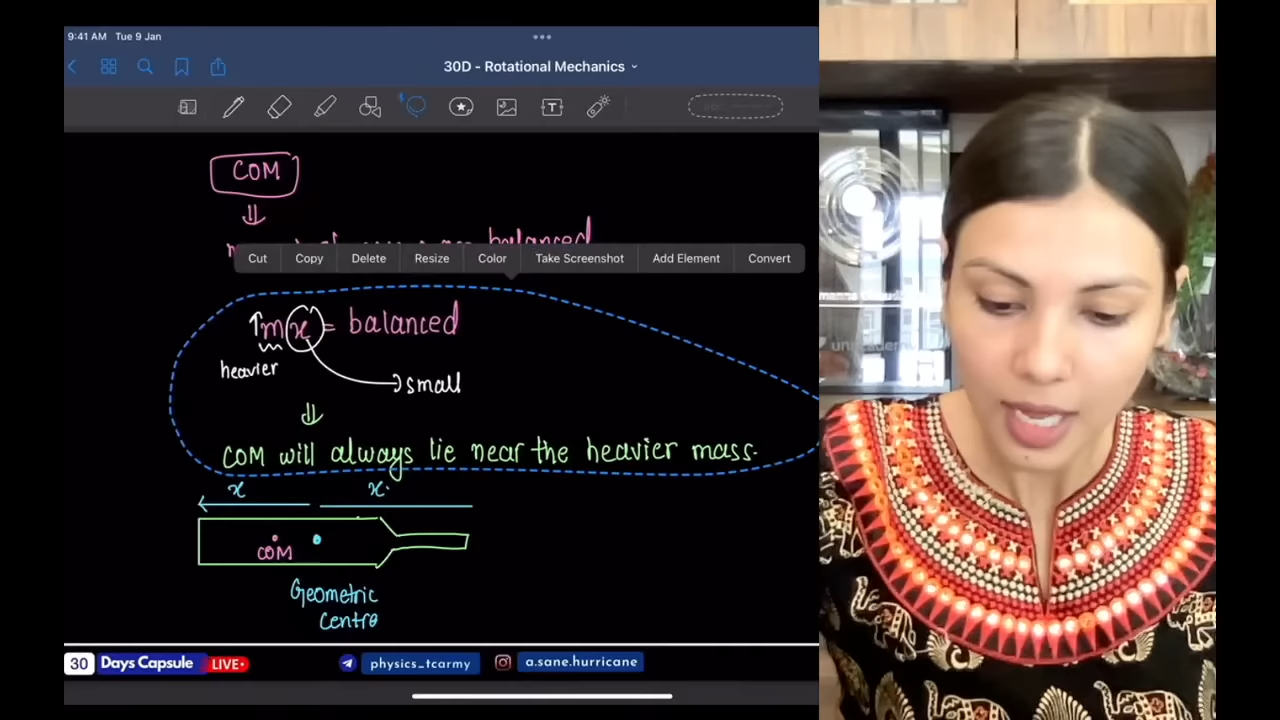 9:41 AM Tue 9 Jan
30D - Rotational Mechanics
COM
balanced
Cut Copy Delete Resize Color Take Screenshot Add Element Convert
mx = balanced
heavier
small
COM will always lie near the heavier mass.
x x.
COM
Geometric
Centre
30 Days Capsule LIVE physics_tcarmy a.sane.hurricane